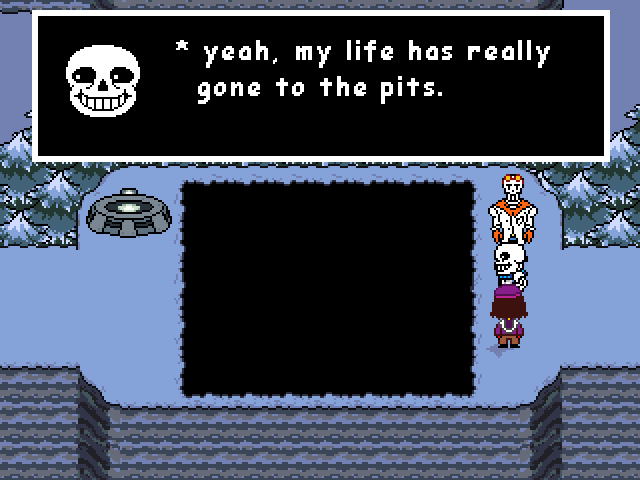 * yeah, my life has really
gone to the pits.